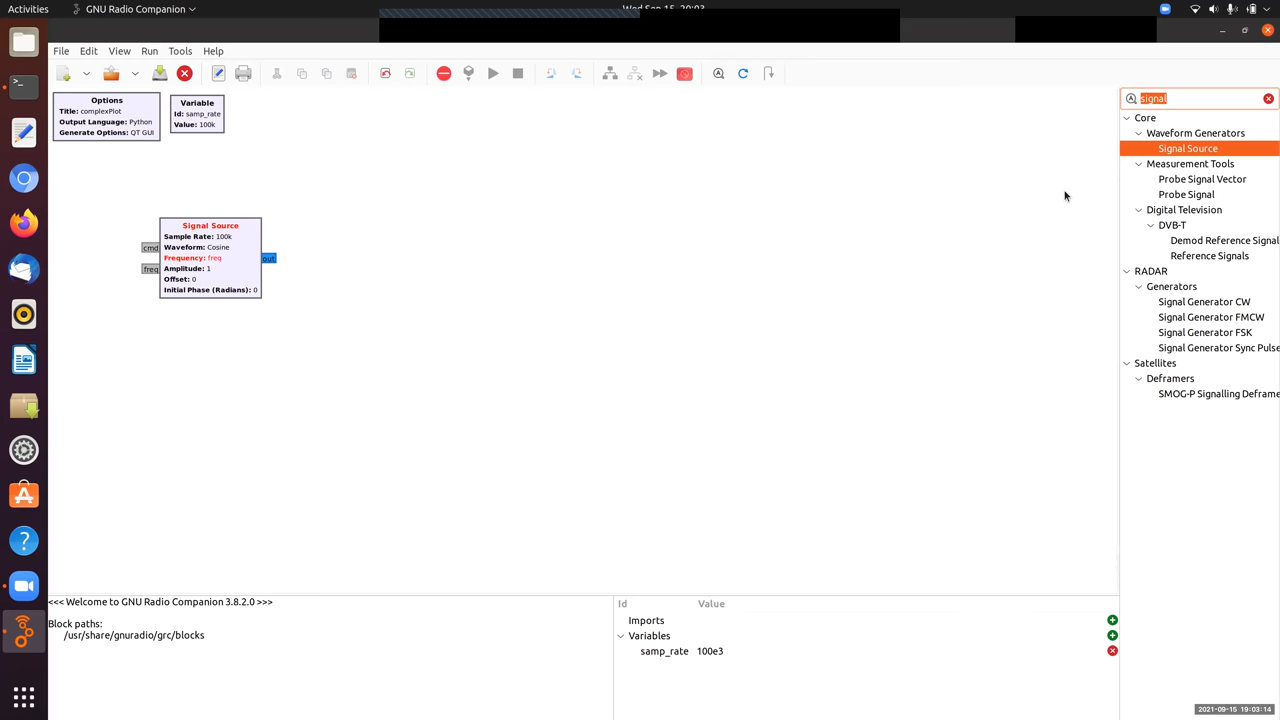 Activities
GNU Radio Companion
Wed Sep 15, 20:03
File Edit View Run Tools Help
Options
Title: complexPlot
Output Language: Python
Generate Options: QT GUI
Variable
Id: samp_rate
Value: 100k
signal
Core
Waveform Generators
Signal Source
Measurement Tools
Probe Signal Vector
Probe Signal
Digital Television
DVB-T
Demod Reference Signal
Reference Signals
RADAR
Generators
Signal Generator CW
Signal Generator FMCW
Signal Generator FSK
Signal Generator Sync Pulse
Satellites
Deframers
SMOG-P Signalling Deframe
Signal Source
Sample Rate: 100k
Waveform: Cosine
Frequency: freq
Amplitude: 1
Offset: 0
Initial Phase (Radians): 0
cmd
freq
out
<<< Welcome to GNU Radio Companion 3.8.2.0 >>>
Block paths:
/usr/share/gnuradio/grc/blocks
Id Value
Imports
Variables
samp_rate 100e3
2021-09-15 19:03:14